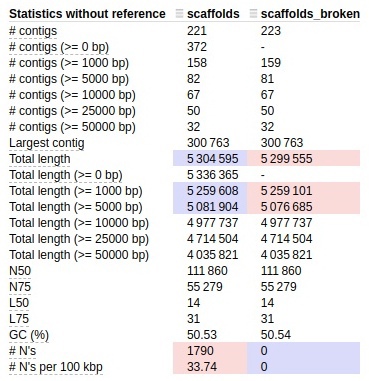 Statistics without reference scaffolds scaffolds_broken
# contigs 221 223
# contigs (>= 0 bp) 372 -
# contigs (>= 1000 bp) 158 159
# contigs (>= 5000 bp) 82 81
# contigs (>= 10000 bp) 67 67
# contigs (>= 25000 bp) 50 50
# contigs (>= 50000 bp) 32 32
Largest contig 300 763 300 763
Total length 5 304 595 5 299 555
Total length (>= 0 bp) 5 336 365 -
Total length (>= 1000 bp) 5 259 608 5 259 101
Total length (>= 5000 bp) 5 081 904 5 076 685
Total length (>= 10000 bp) 4 977 737 4 977 737
Total length (>= 25000 bp) 4 714 504 4 714 504
Total length (>= 50000 bp) 4 035 821 4 035 821
N50 111 860 111 860
N75 55 279 55 279
L50 14 14
L75 31 31
GC (%) 50.53 50.54
# N's 1790 0
# N's per 100 kbp 33.74 0